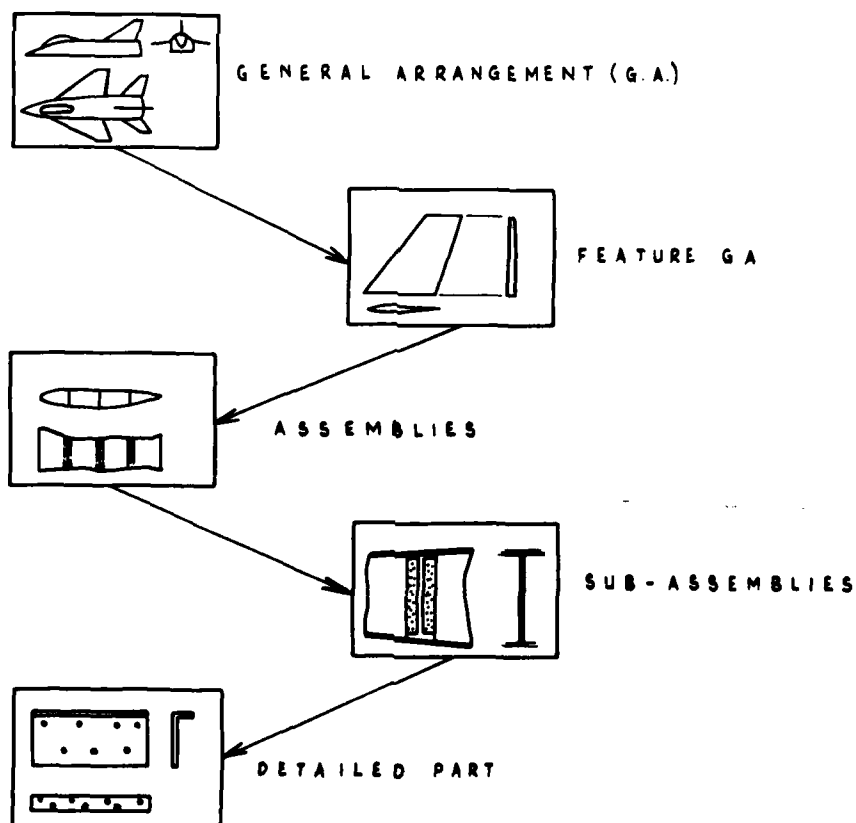 GENERAL ARRANGEMENT (G.A.)
FEATURE GA
ASSEMBLIES
SUB-ASSEMBLIES
DETAILED PART